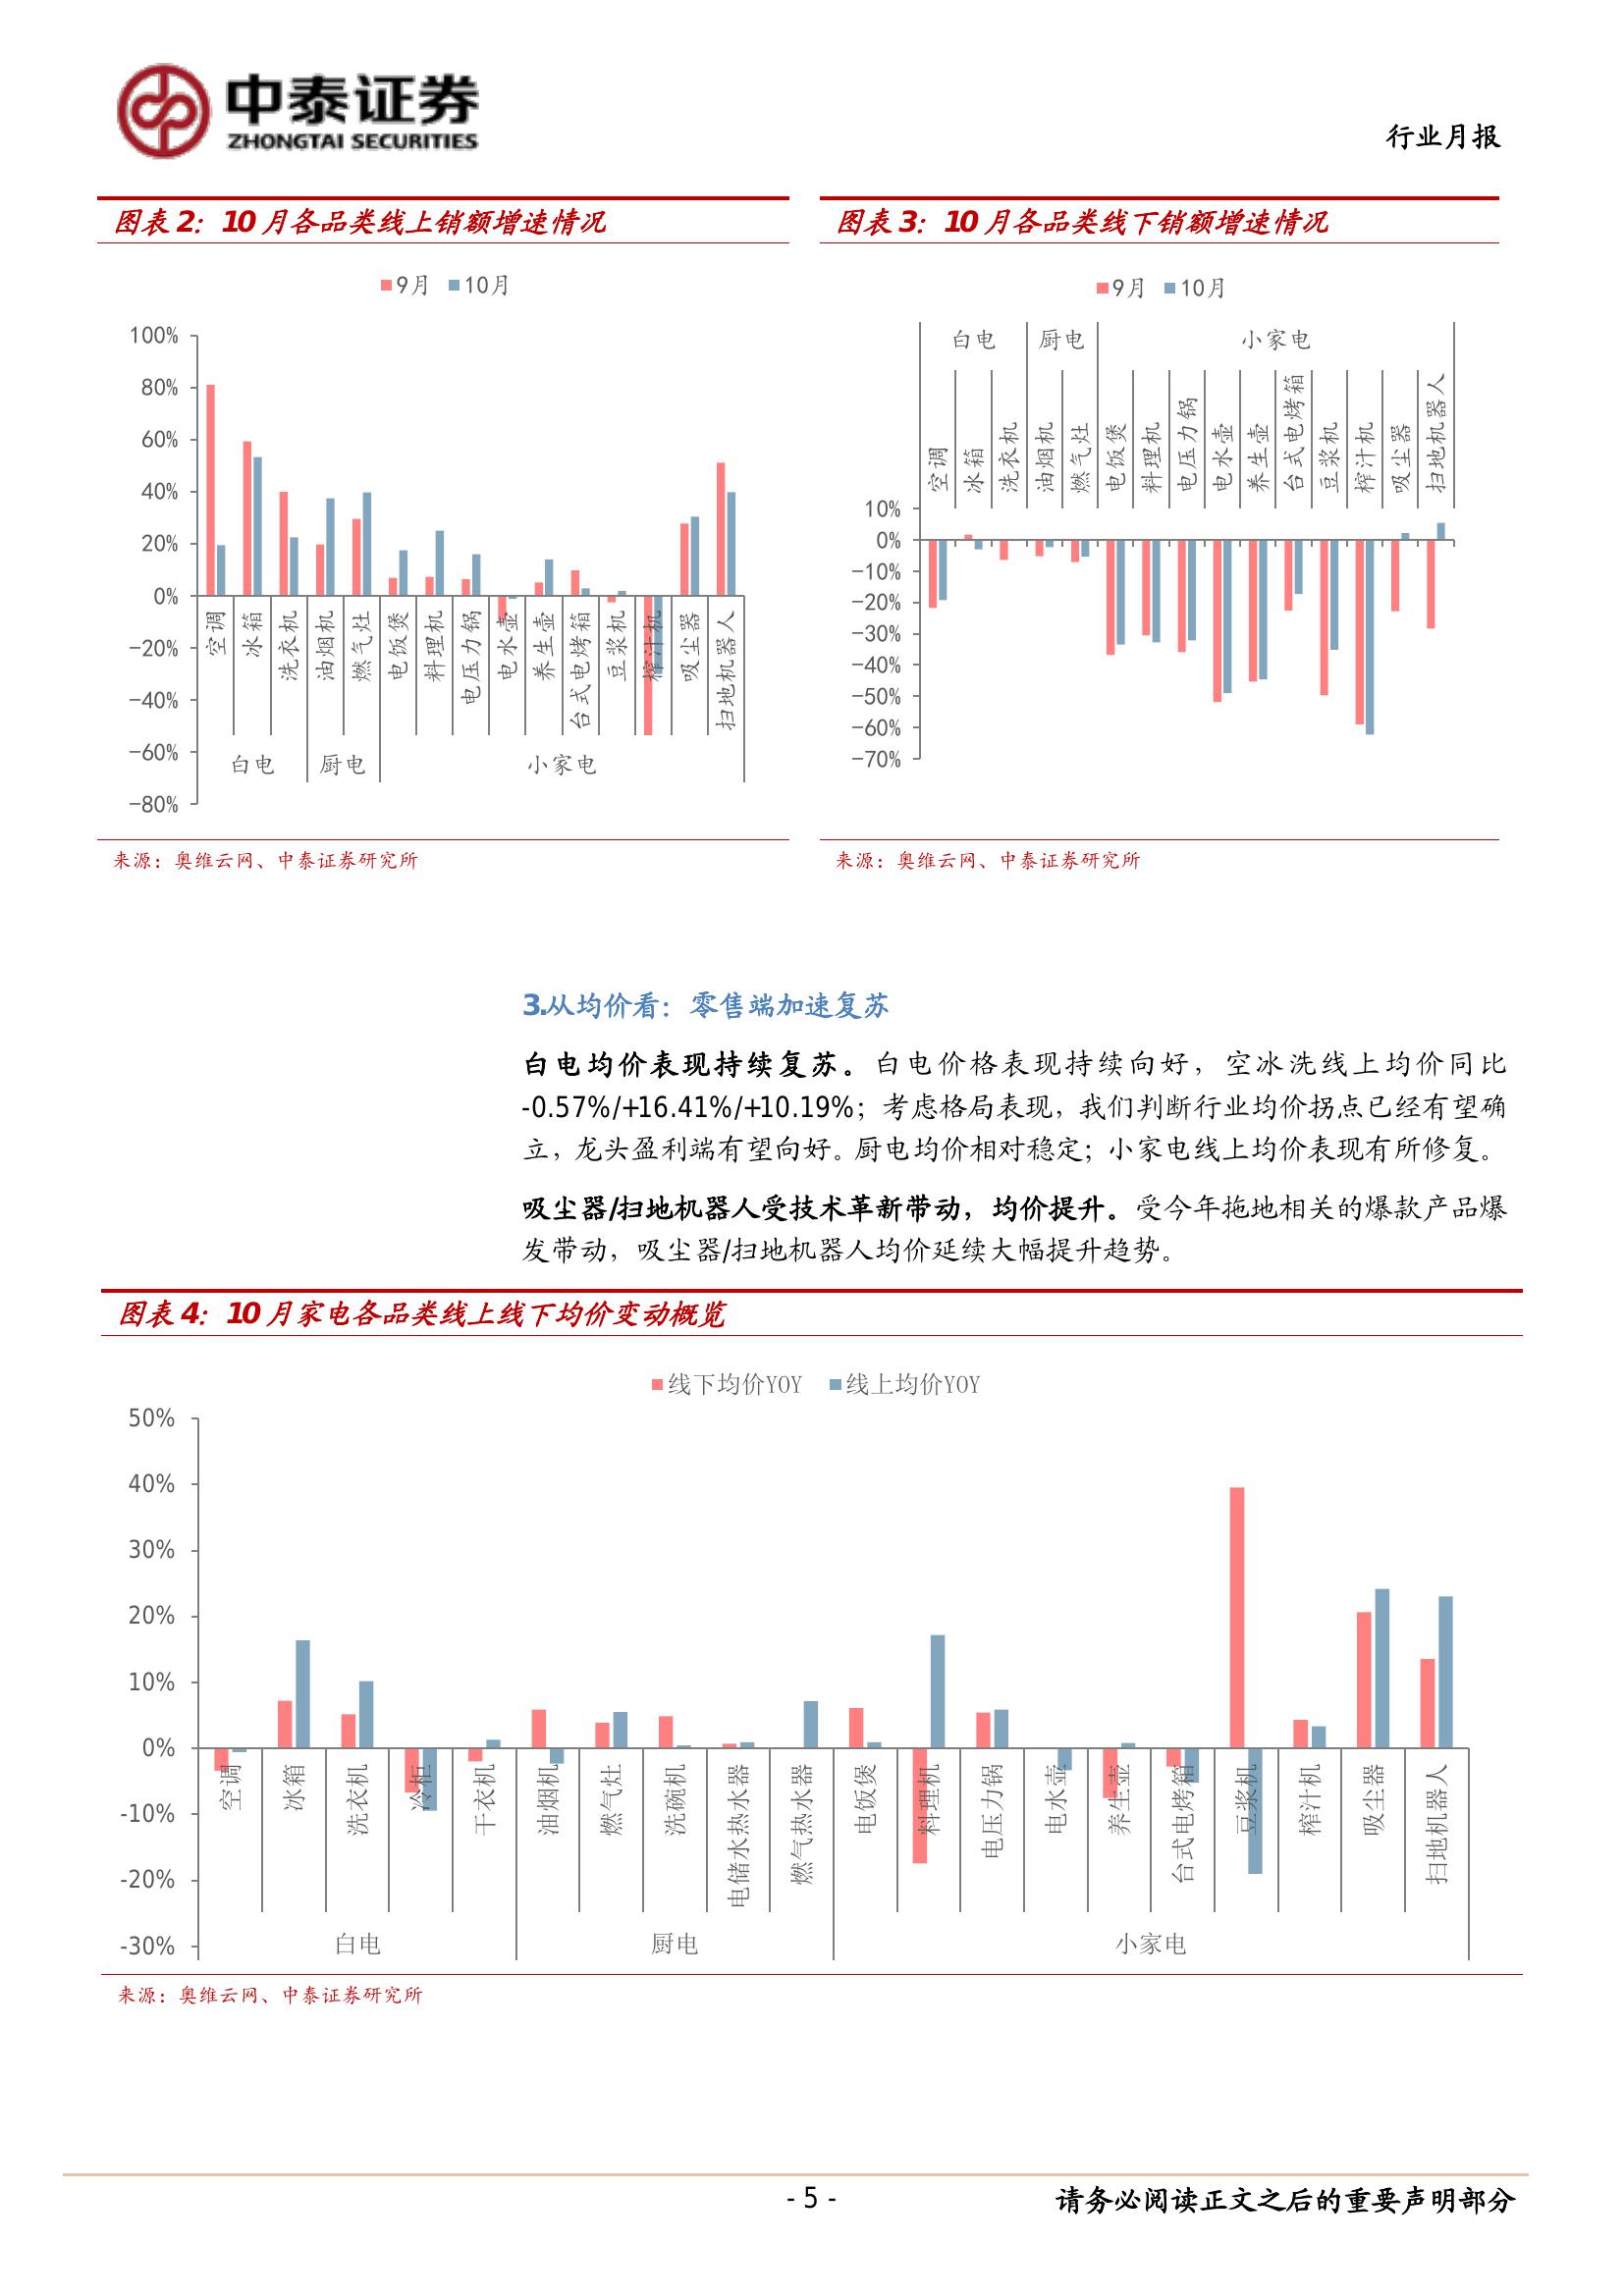 中泰证券
ZHONGTAI SECURITIES
行业月报
图表 2：10 月各品类线上销额增速情况
9月 10月
100%
80%
60%
40%
20%
0%
-20%
-40%
-60%
-80%
空调 冰箱 洗衣机 油烟机 燃气灶 电饭煲 料理机 电压力锅 电水壶 养生壶 台式电烤箱 豆浆机 榨汁机 吸尘器 扫地机器人
白电 厨电 小家电
来源：奥维云网、中泰证券研究所
图表 3：10 月各品类线下销额增速情况
9月 10月
白电 厨电 小家电
空调 冰箱 洗衣机 油烟机 燃气灶 电饭煲 料理机 电压力锅 电水壶 养生壶 台式电烤箱 豆浆机 榨汁机 吸尘器 扫地机器人
10%
0%
-10%
-20%
-30%
-40%
-50%
-60%
-70%
来源：奥维云网、中泰证券研究所
3.从均价看：零售端加速复苏
白电均价表现持续复苏。白电价格表现持续向好，空冰洗线上均价同比
-0.57%/+16.41%/+10.19%；考虑格局表现，我们判断行业均价拐点已经有望确
立，龙头盈利端有望向好。厨电均价相对稳定；小家电线上均价表现有所修复。
吸尘器/扫地机器人受技术革新带动，均价提升。受今年拖地相关的爆款产品爆
发带动，吸尘器/扫地机器人均价延续大幅提升趋势。
图表 4：10 月家电各品类线上线下均价变动概览
线下均价YOY 线上均价YOY
50%
40%
30%
20%
10%
0%
-10%
-20%
-30%
空调 冰箱 洗衣机 冷柜 干衣机 油烟机 燃气灶 洗碗机 电储水热水器 燃气热水器 电饭煲 料理机 电压力锅 电水壶 养生壶 台式电烤箱 豆浆机 榨汁机 吸尘器 扫地机器人
白电 厨电 小家电
来源：奥维云网、中泰证券研究所
- 5 -
请务必阅读正文之后的重要声明部分